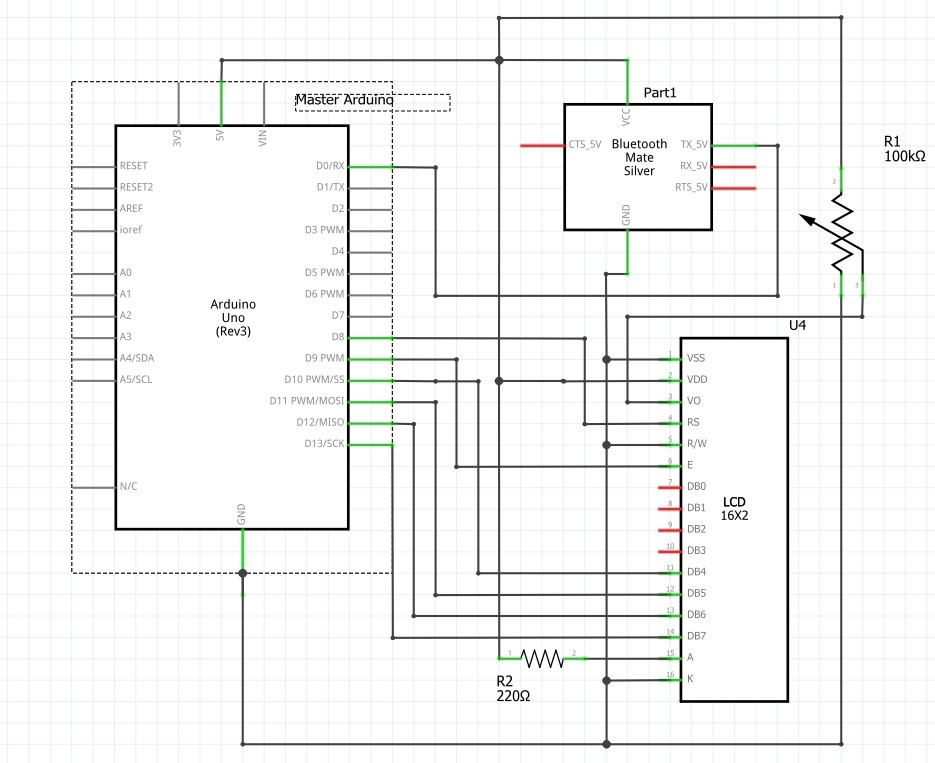 Master Arduino
3V3
5V
VIN
RESET
RESET2
AREF
ioref
A0
A1
A2
A3
A4/SDA
A5/SCL
N/C
Arduino
Uno
(Rev3)
D0/RX
D1/TX
D2
D3 PWM
D4
D5 PWM
D6 PWM
D7
D8
D9 PWM
D10 PWM/SS
D11 PWM/MOSI
D12/MISO
D13/SCK
GND
Part1
VCC
CTS_5V
Bluetooth
Mate
Silver
TX_5V
RX_5V
RTS_5V
GND
R1
100kΩ
2
1
3
U4
1 VSS
2 VDD
3 VO
4 RS
5 R/W
6 E
7 DB0
8 DB1
9 DB2
10 DB3
11 DB4
12 DB5
13 DB6
14 DB7
15 A
16 K
LCD
16X2
1
2
R2
220Ω